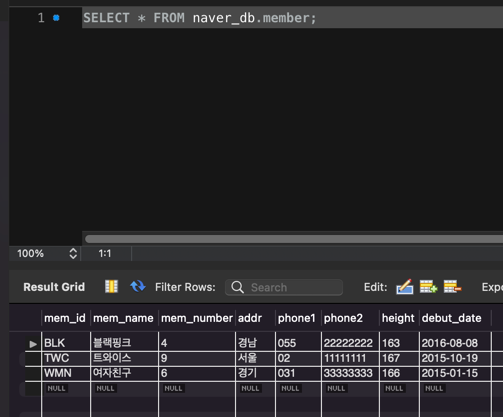 1 SELECT * FROM naver_db.member;
100% 1:1
Result Grid Filter Rows: Search Edit: Expo
mem_id mem_name mem_number addr phone1 phone2 height debut_date
BLK 블랙핑크 4 경남 055 22222222 163 2016-08-08
TWC 트와이스 9 서울 02 11111111 167 2015-10-19
WMN 여자친구 6 경기 031 33333333 166 2015-01-15
NULL NULL NULL NULL NULL NULL NULL NULL